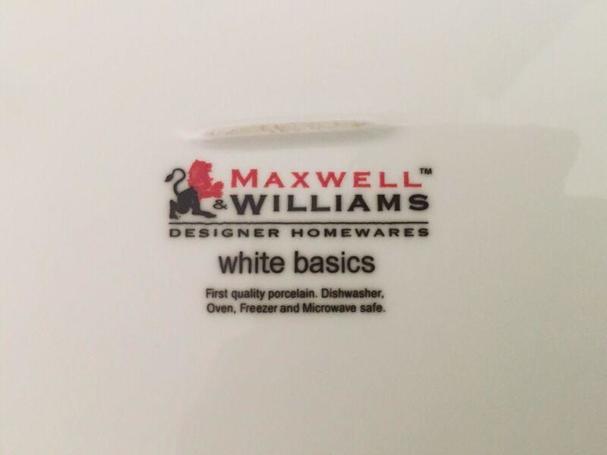 MAXWELL™
& WILLIAMS
DESIGNER HOMEWARES
white basics
First quality porcelain. Dishwasher,
Oven, Freezer and Microwave safe.